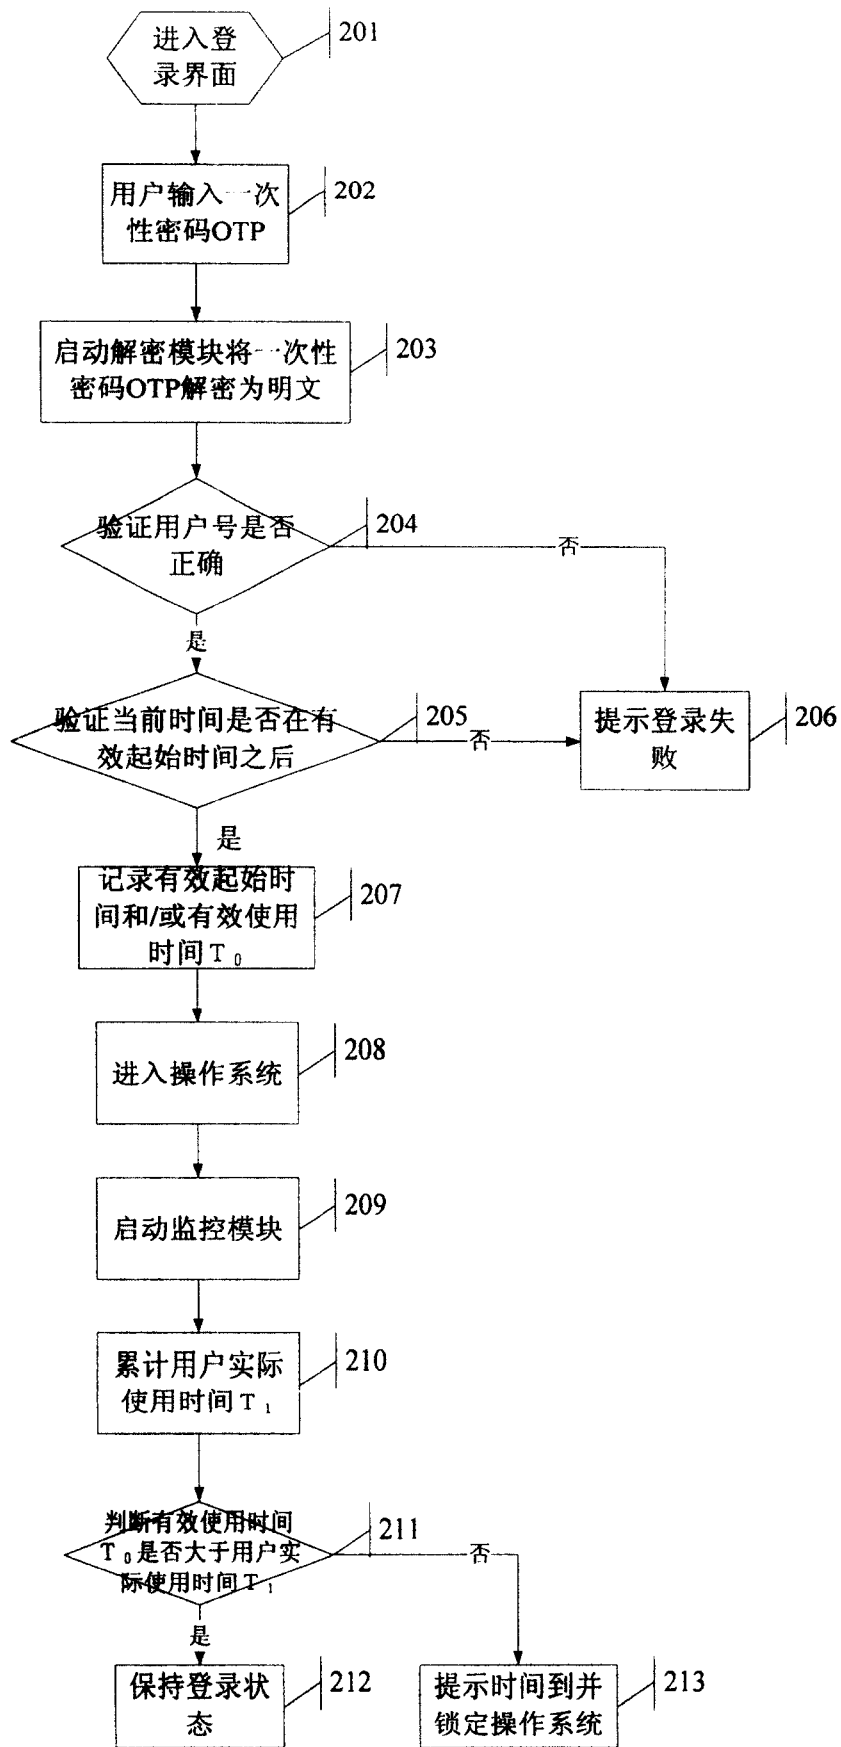 进入登
录界面
201
用户输入一次
性密码OTP
202
启动解密模块将一次性
密码OTP解密为明文
203
验证用户号是否
正确
204
否
是
验证当前时间是否在有
效起始时间之后
205
否
提示登录失
败
206
是
记录有效起始时
间和/或有效使用
时间T₀
207
进入操作系统
208
启动监控模块
209
累计用户实际
使用时间T₁
210
判断有效使用时间
T₀是否大于用户实
际使用时间T₁
211
否
是
保持登录状
态
212
提示时间到并
锁定操作系统
213